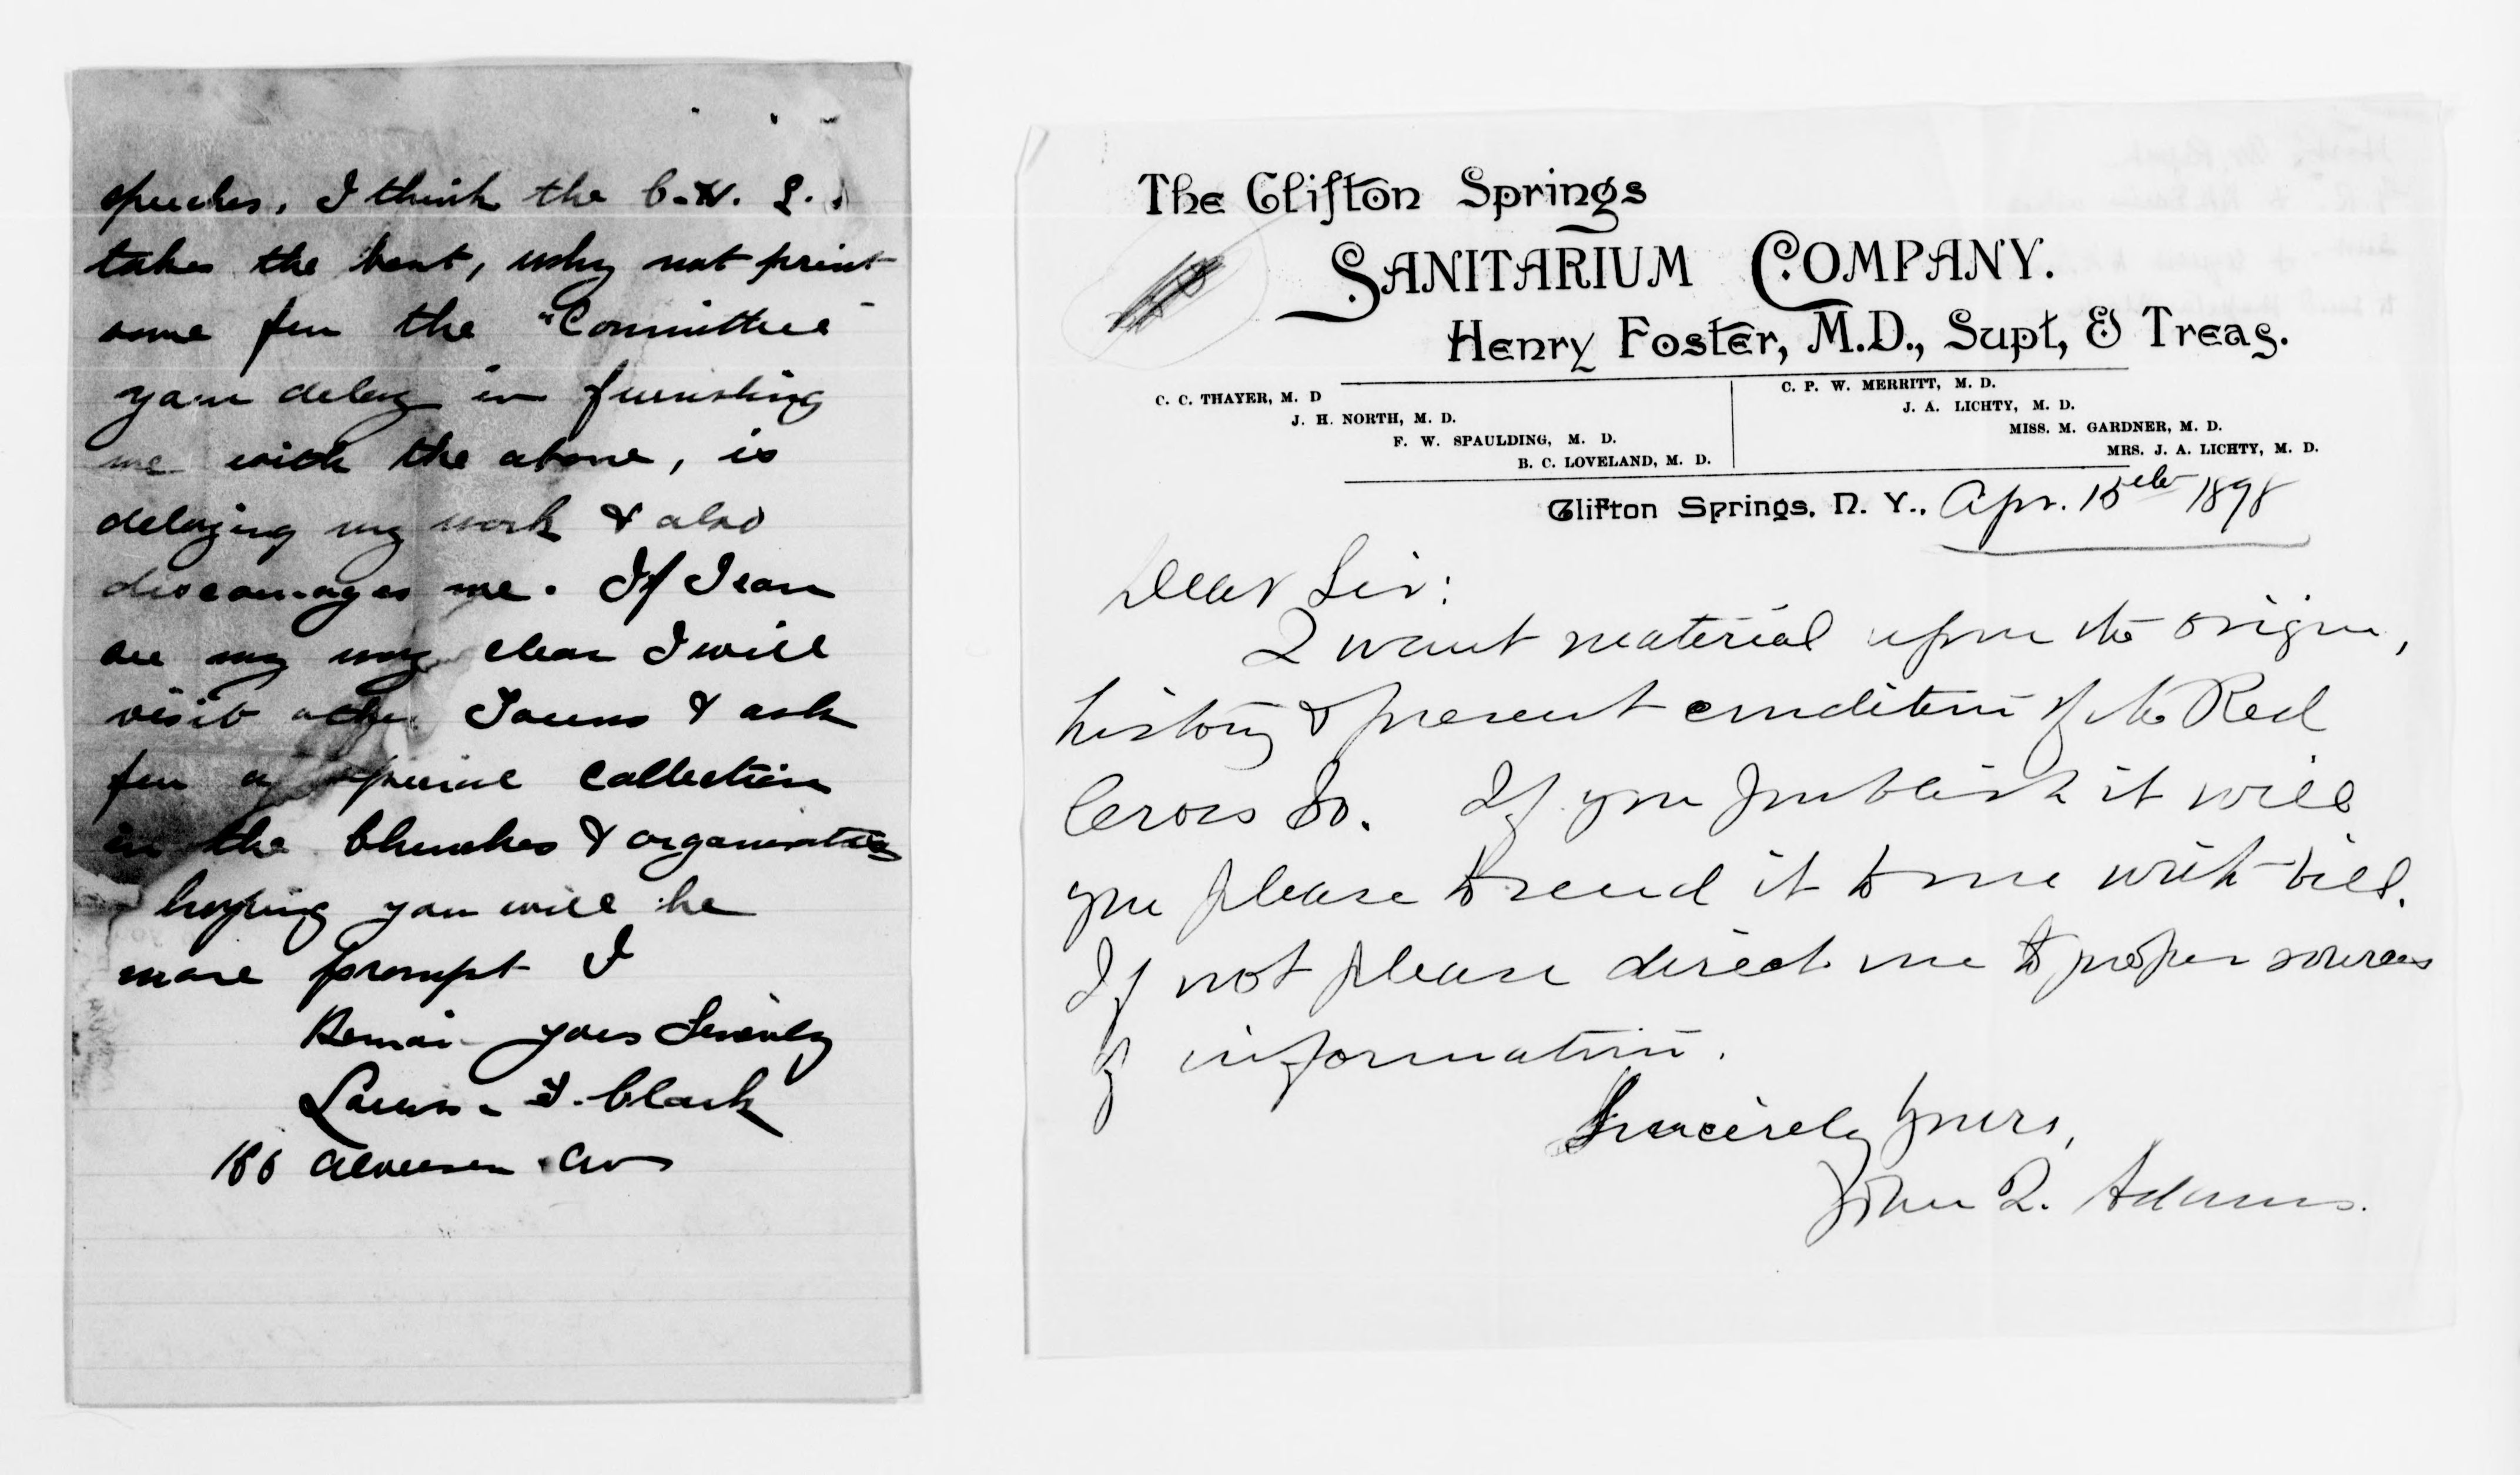 speeches, I think the C. H. L.
takes the best, why not print
some for the "Committee"
your delay in furnishing
me with the above, is
delaying my work & also
discourages me. If I can
see my way clear I will
visit other Towns & ask
for a special Collection
in the Churches & organizations
hoping you will be
more prompt I
Remain yours
Clark
186 Ave
The Clifton Springs
Sanitarium Company.
Henry Foster, M.D., Supt, & Treas.
C. C. THAYER, M. D
J. H. NORTH, M. D.
F. W. SPAULDING, M. D.
B. C. LOVELAND, M. D.
C. P. W. MERRITT, M. D.
J. A. LICHTY, M. D.
MISS. M. GARDNER, M. D.
MRS. J. A. LICHTY, M. D.
Clifton Springs, N. Y., Apr. 15th 1898
Dear Sir:
I want material upon the origin,
history & present condition of the Red
Cross So. If you publish it will
you please to send it to me with bill.
If not please direct me to proper sources
of information.
Sincerely yours,
John Q. Adams.